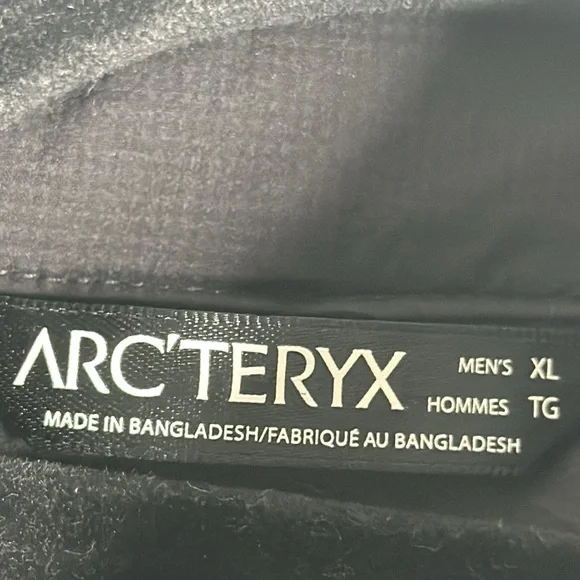 ARC'TERYX
MEN'S XL
HOMMES TG
MADE IN BANGLADESH/FABRIQUÉ AU BANGLADESH